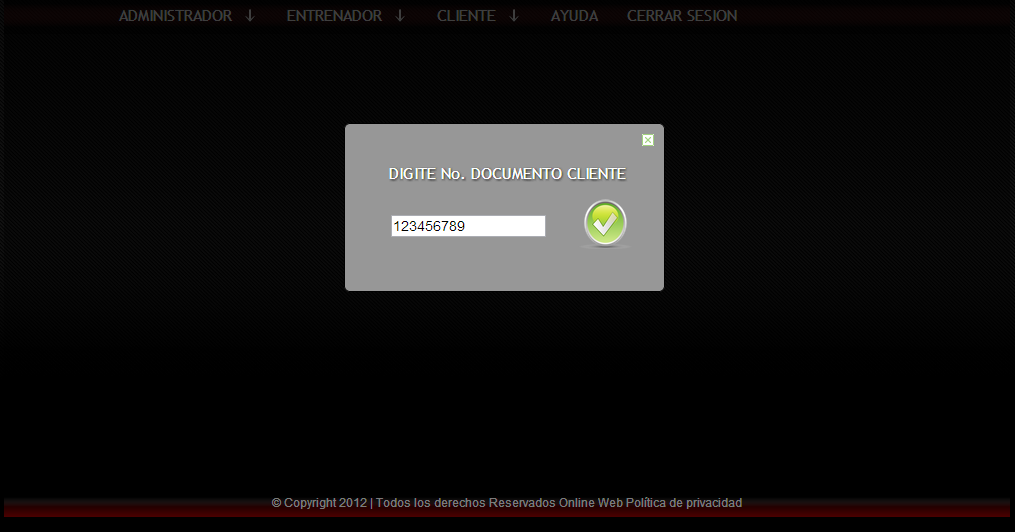 ADMINISTRADOR ↓ ENTRENADOR ↓ CLIENTE ↓ AYUDA CERRAR SESION
DIGITE No. DOCUMENTO CLIENTE
123456789
© Copyright 2012 | Todos los derechos Reservados Online Web Política de privacidad